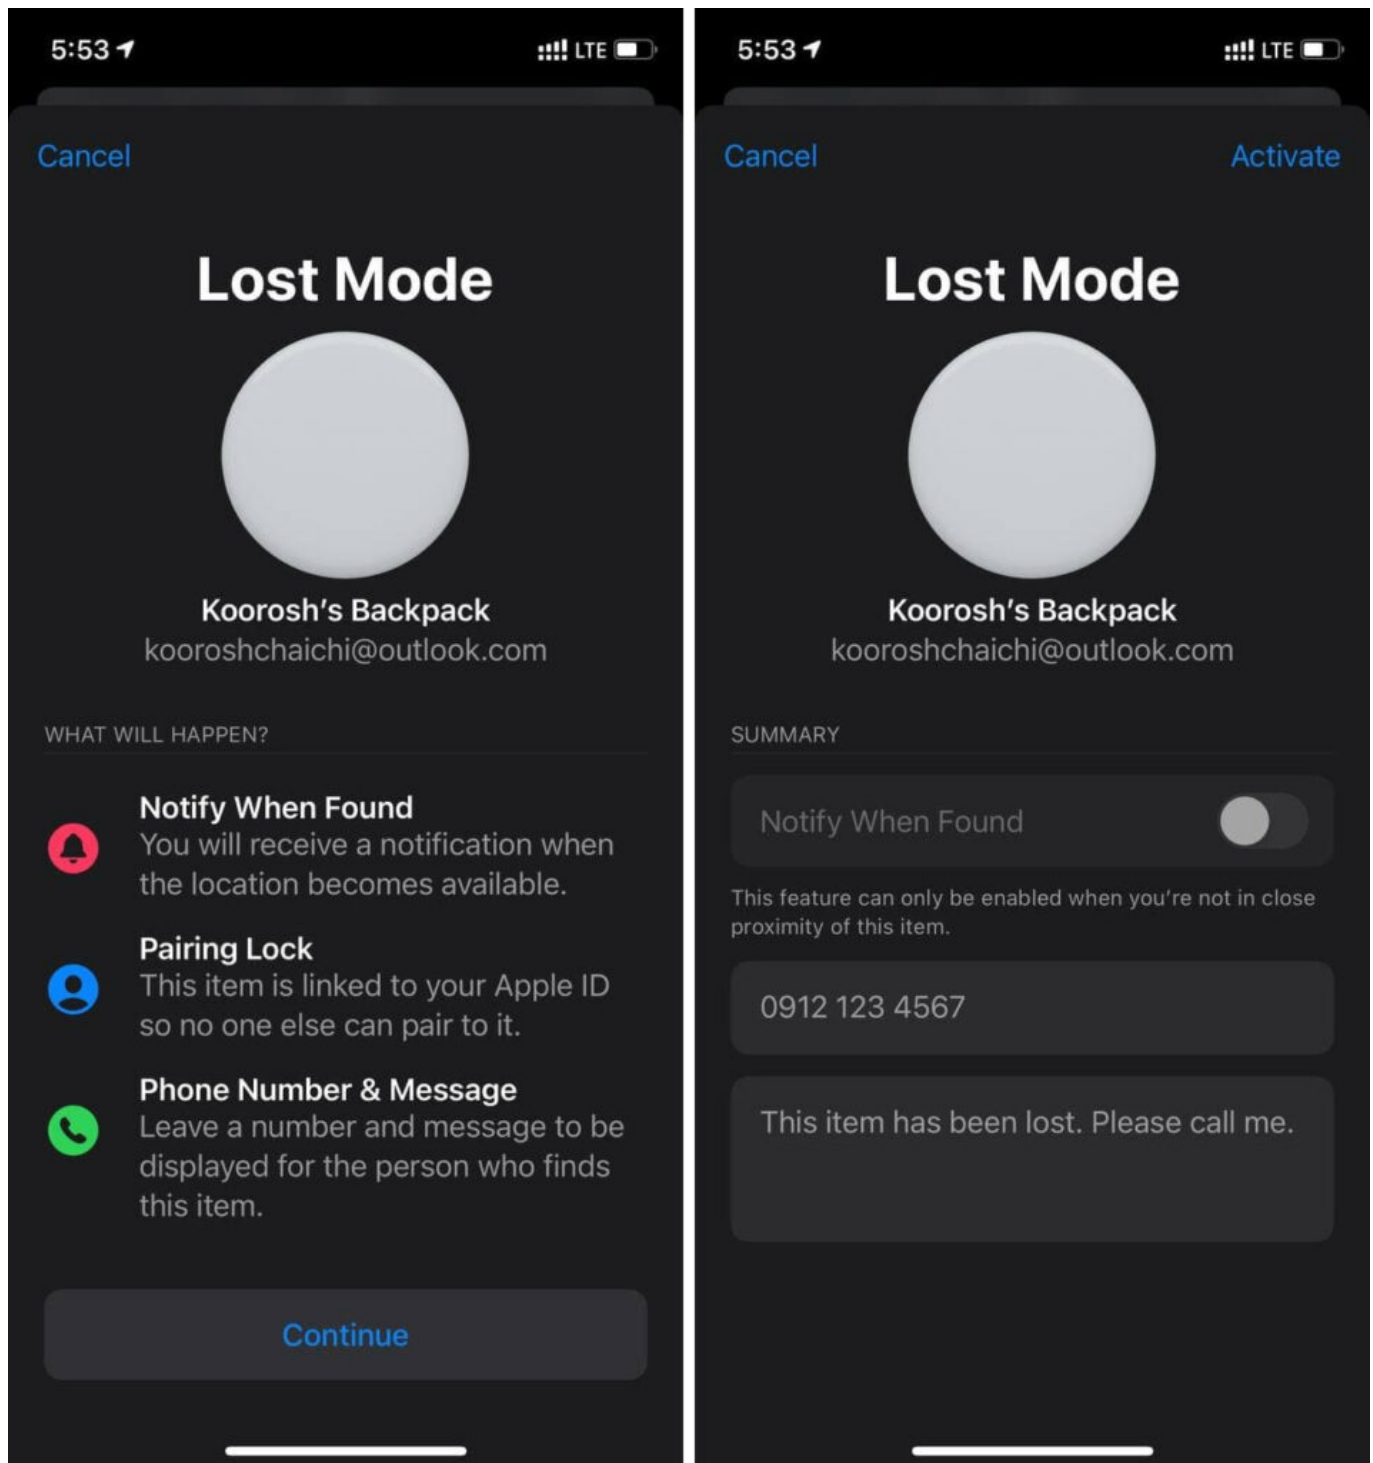 5:53
LTE
Cancel
Lost Mode
Koorosh's Backpack
kooroshchaichi@outlook.com
WHAT WILL HAPPEN?
Notify When Found
You will receive a notification when
the location becomes available.
Pairing Lock
This item is linked to your Apple ID
so no one else can pair to it.
Phone Number & Message
Leave a number and message to be
displayed for the person who finds
this item.
Continue
5:53
LTE
Cancel
Activate
Lost Mode
Koorosh's Backpack
kooroshchaichi@outlook.com
SUMMARY
Notify When Found
This feature can only be enabled when you're not in close
proximity of this item.
0912 123 4567
This item has been lost. Please call me.